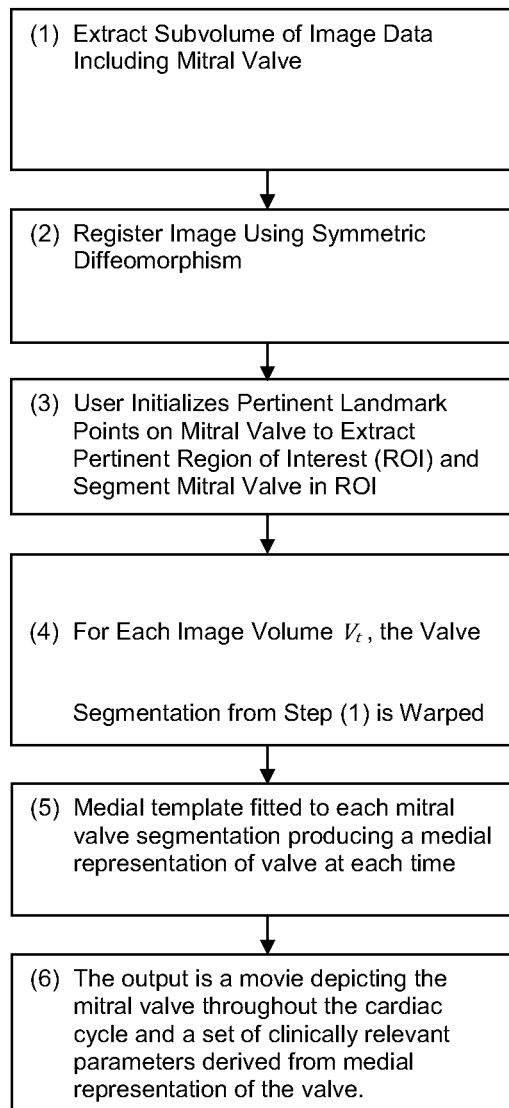 (1) Extract Subvolume of Image Data
Including Mitral Valve
(2) Register Image Using Symmetric
Diffeomorphism
(3) User Initializes Pertinent Landmark
Points on Mitral Valve to Extract
Pertinent Region of Interest (ROI) and
Segment Mitral Valve in ROI
(4) For Each Image Volume Vₜ, the Valve
Segmentation from Step (1) is Warped
(5) Medial template fitted to each mitral
valve segmentation producing a medial
representation of valve at each time
(6) The output is a movie depicting the
mitral valve throughout the cardiac
cycle and a set of clinically relevant
parameters derived from medial
representation of the valve.